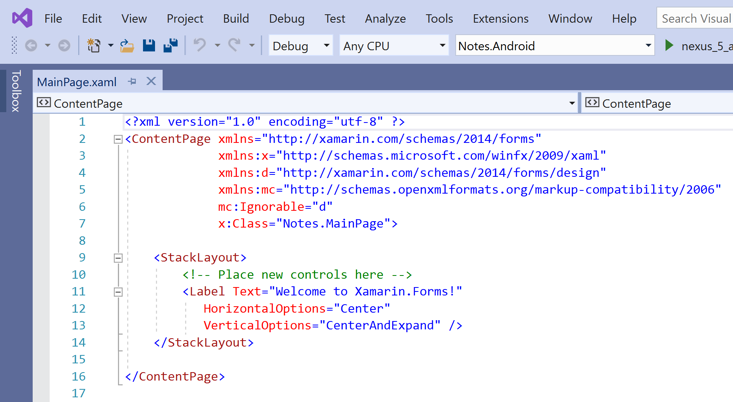 File Edit View Project Build Debug Test Analyze Tools Extensions Window Help Search Visual
Debug Any CPU Notes.Android nexus_5_a
Toolbox
MainPage.xaml
ContentPage ContentPage
1 <?xml version="1.0" encoding="utf-8" ?>
2 <ContentPage xmlns="http://xamarin.com/schemas/2014/forms"
3 xmlns:x="http://schemas.microsoft.com/winfx/2009/xaml"
4 xmlns:d="http://xamarin.com/schemas/2014/forms/design"
5 xmlns:mc="http://schemas.openxmlformats.org/markup-compatibility/2006"
6 mc:Ignorable="d"
7 x:Class="Notes.MainPage">
8
9 <StackLayout>
10 <!-- Place new controls here -->
11 <Label Text="Welcome to Xamarin.Forms!"
12 HorizontalOptions="Center"
13 VerticalOptions="CenterAndExpand" />
14 </StackLayout>
15
16 </ContentPage>
17